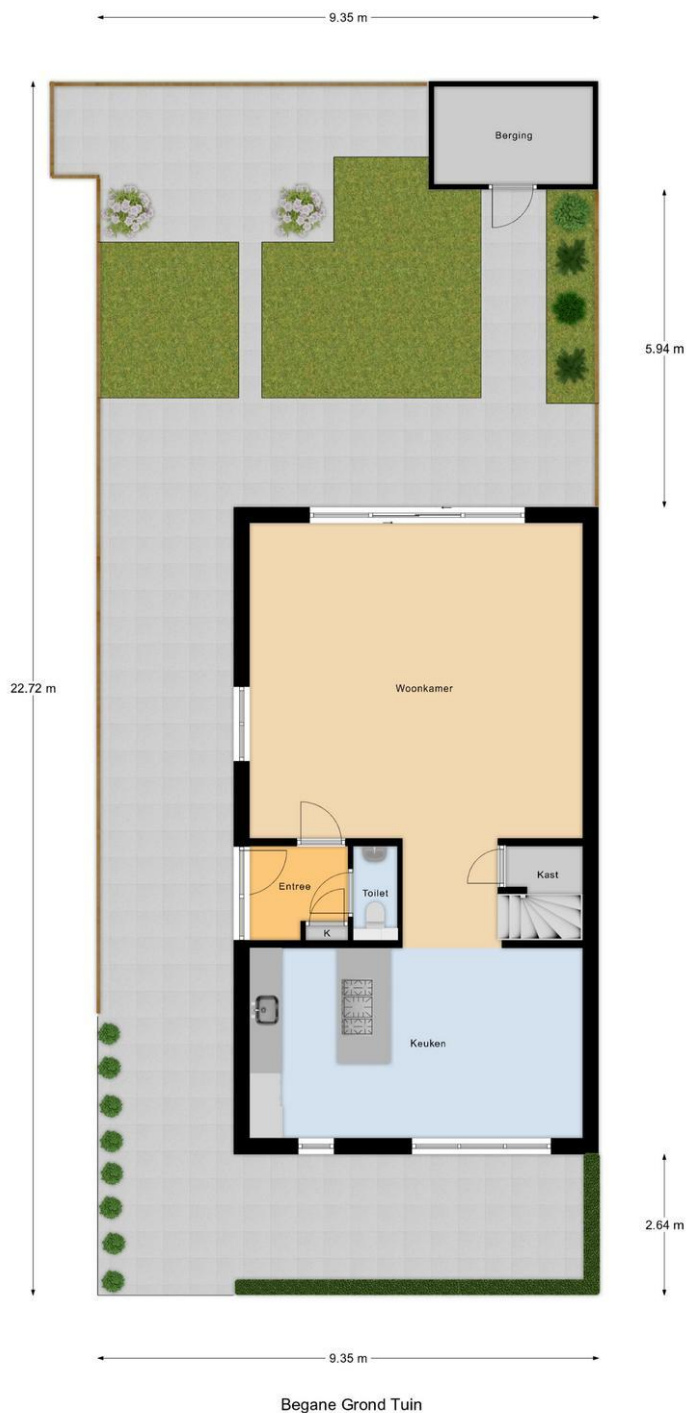 9.35 m
Berging
5.94 m
22.72 m
Woonkamer
Entree
Toilet
Kast
K
Keuken
2.64 m
9.35 m
Begane Grond Tuin